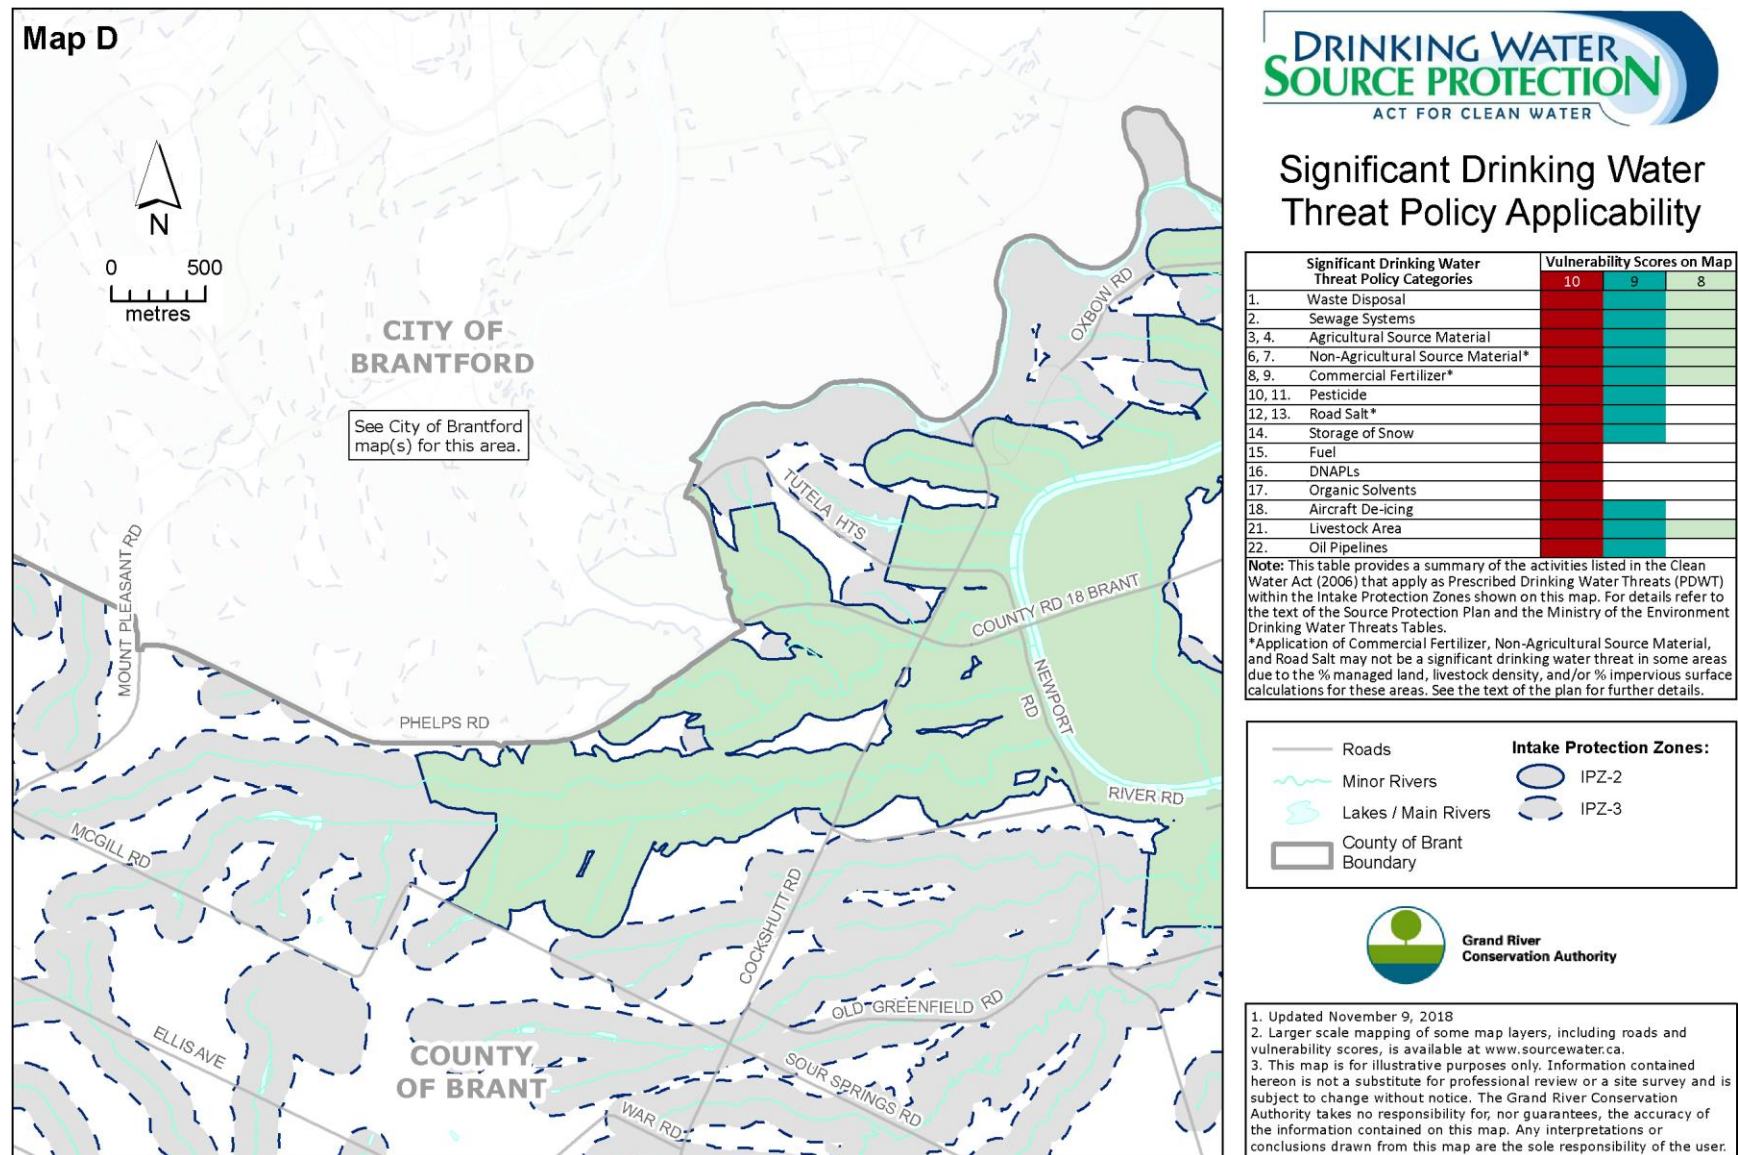 Map D
N
0 500
metres
CITY OF
BRANTFORD
See City of Brantford
map(s) for this area.
OXBOW RD
TUTELA HTS
COUNTY RD 18 BRANT
MOUNT PLEASANT RD
NEWPORT
RD
PHELPS RD
RIVER RD
MCGILL RD
COCKSHUTT RD
OLD GREENFIELD RD
ELLIS AVE
COUNTY
OF BRANT
SOUR SPRINGS RD
WAR RD
DRINKING WATER
SOURCE PROTECTION
ACT FOR CLEAN WATER
Significant Drinking Water
Threat Policy Applicability
Significant Drinking Water
Threat Policy Categories
Vulnerability Scores on Map
10 9 8
1. Waste Disposal
2. Sewage Systems
3, 4. Agricultural Source Material
6, 7. Non-Agricultural Source Material*
8, 9. Commercial Fertilizer*
10, 11. Pesticide
12, 13. Road Salt*
14. Storage of Snow
15. Fuel
16. DNAPLs
17. Organic Solvents
18. Aircraft De-icing
21. Livestock Area
22. Oil Pipelines
Note: This table provides a summary of the activities listed in the Clean
Water Act (2006) that apply as Prescribed Drinking Water Threats (PDWT)
within the Intake Protection Zones shown on this map. For details refer to
the text of the Source Protection Plan and the Ministry of the Environment
Drinking Water Threats Tables.
*Application of Commercial Fertilizer, Non-Agricultural Source Material,
and Road Salt may not be a significant drinking water threat in some areas
due to the % managed land, livestock density, and/or % impervious surface
calculations for these areas. See the text of the plan for further details.
Roads
Minor Rivers
Lakes / Main Rivers
County of Brant
Boundary
Intake Protection Zones:
IPZ-2
IPZ-3
Grand River
Conservation Authority
1. Updated November 9, 2018
2. Larger scale mapping of some map layers, including roads and
vulnerability scores, is available at www.sourcewater.ca.
3. This map is for illustrative purposes only. Information contained
hereon is not a substitute for professional review or a site survey and is
subject to change without notice. The Grand River Conservation
Authority takes no responsibility for, nor guarantees, the accuracy of
the information contained on this map. Any interpretations or
conclusions drawn from this map are the sole responsibility of the user.